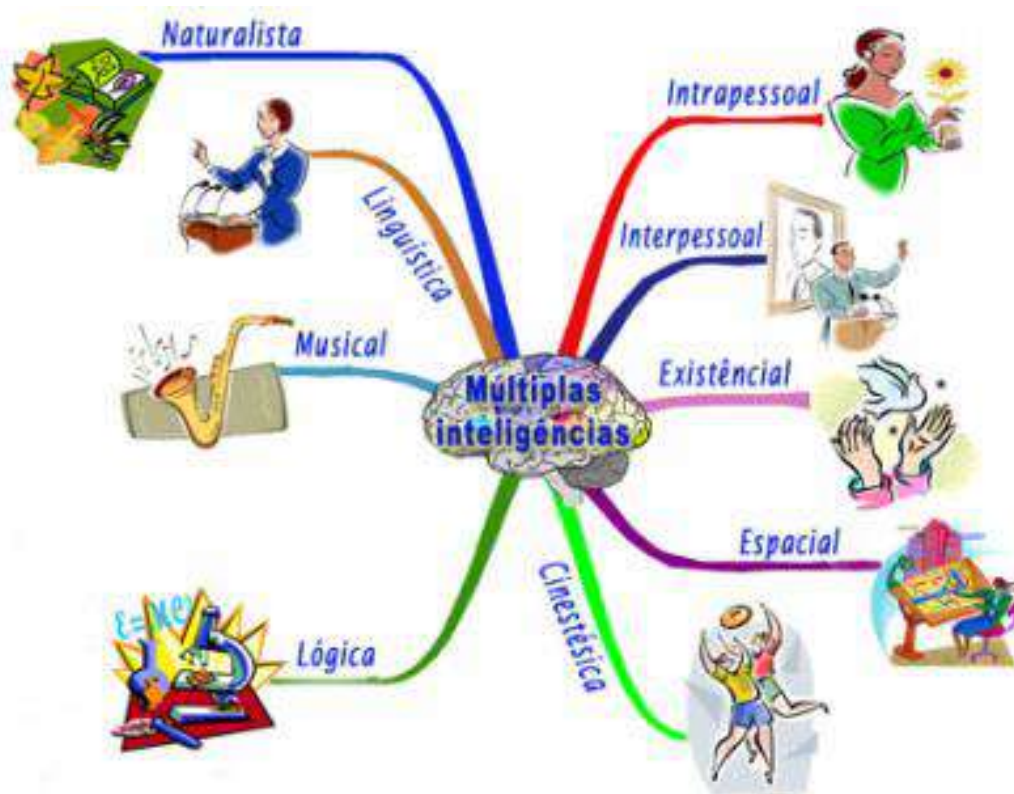 Naturalista
Intrapessoal
Linguística
Interpessoal
Musical
Existêncial
Múltiplas
inteligências
Espacial
Cinestésica
Lógica